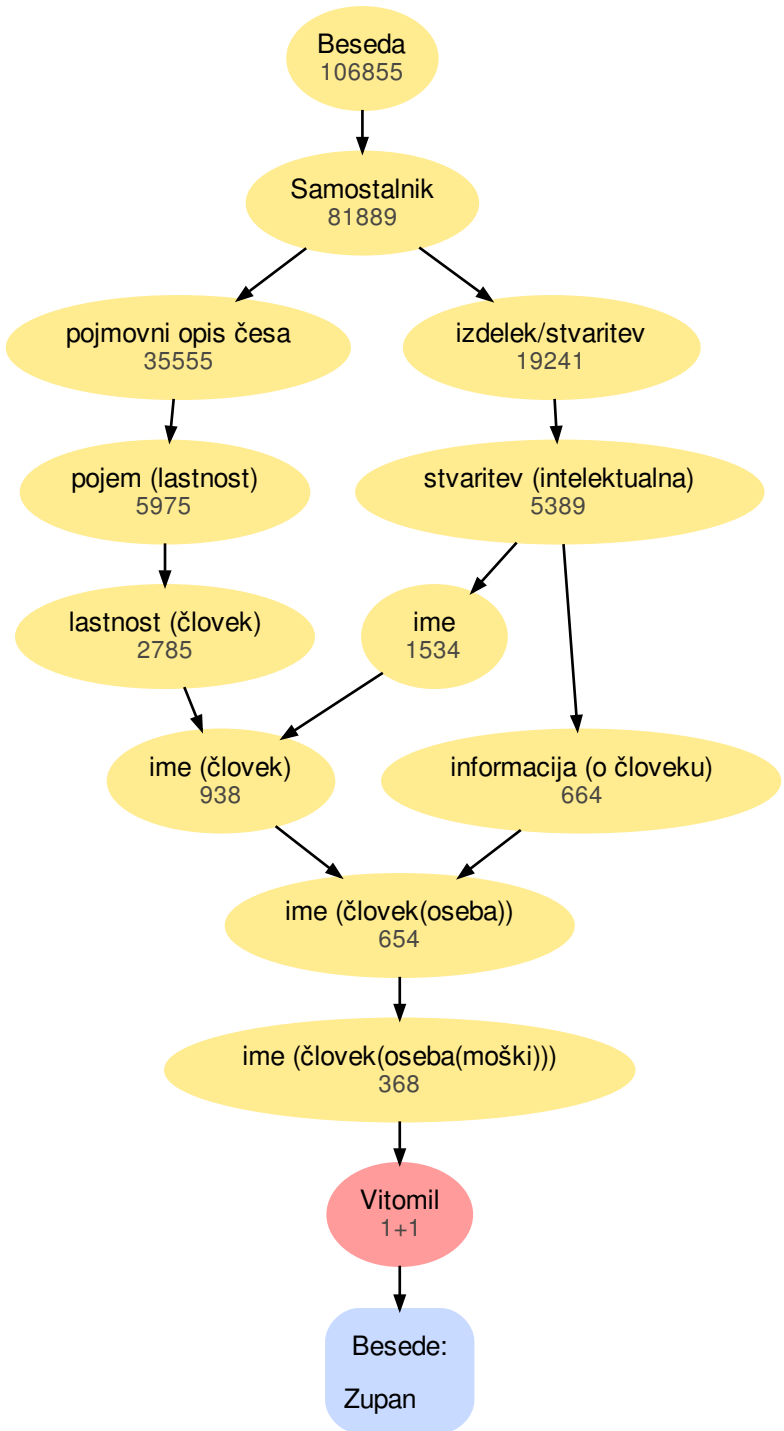 Beseda
106855
Samostalnik
81889
pojmovni opis česa
35555
izdelek/stvaritev
19241
pojem (lastnost)
5975
stvaritev (intelektualna)
5389
lastnost (človek)
2785
ime
1534
ime (človek)
938
informacija (o človeku)
664
ime (človek(oseba))
654
ime (človek(oseba(moški)))
368
Vitomil
1+1
Besede:
Zupan